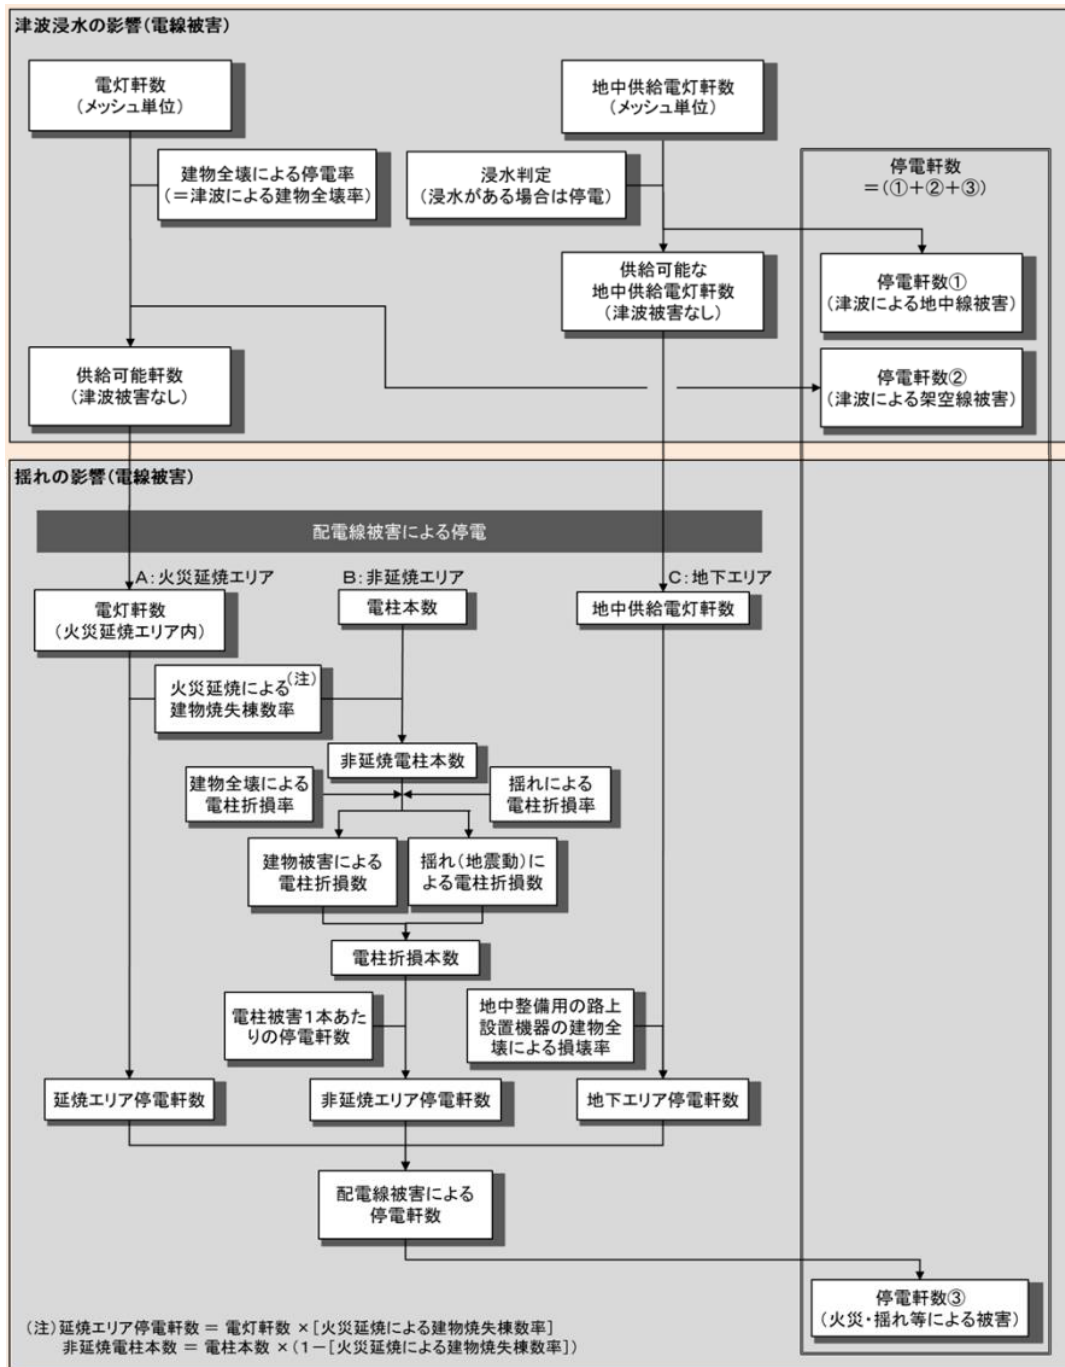 津波浸水の影響(電線被害)
電灯軒数
(メッシュ単位)
地中供給電灯軒数
(メッシュ単位)
建物全壊による停電率
(=津波による建物全壊率)
浸水判定
(浸水がある場合は停電)
停電軒数
=(①+②+③)
供給可能な
地中供給電灯軒数
(津波被害なし)
停電軒数①
(津波による地中線被害)
供給可能軒数
(津波被害なし)
停電軒数②
(津波による架空線被害)
揺れの影響(電線被害)
配電線被害による停電
A:火災延焼エリア
B:非延焼エリア
C:地下エリア
電灯軒数
(火災延焼エリア内)
電柱本数
地中供給電灯軒数
火災延焼による(注)
建物焼失棟数率
非延焼電柱本数
建物全壊による
電柱折損率
揺れによる
電柱折損率
建物被害による
電柱折損数
揺れ(地震動)に
よる電柱折損数
電柱折損本数
電柱被害1本あた
りの停電軒数
地中整備用の路上
設置機器の建物全
壊による損壊率
延焼エリア停電軒数
非延焼エリア停電軒数
地下エリア停電軒数
配電線被害による
停電軒数
停電軒数③
(火災・揺れ等による被害)
(注)延焼エリア停電軒数 = 電灯軒数 ×[火災延焼による建物焼失棟数率]
非延焼電柱本数 = 電柱本数 ×(1-[火災延焼による建物焼失棟数率])